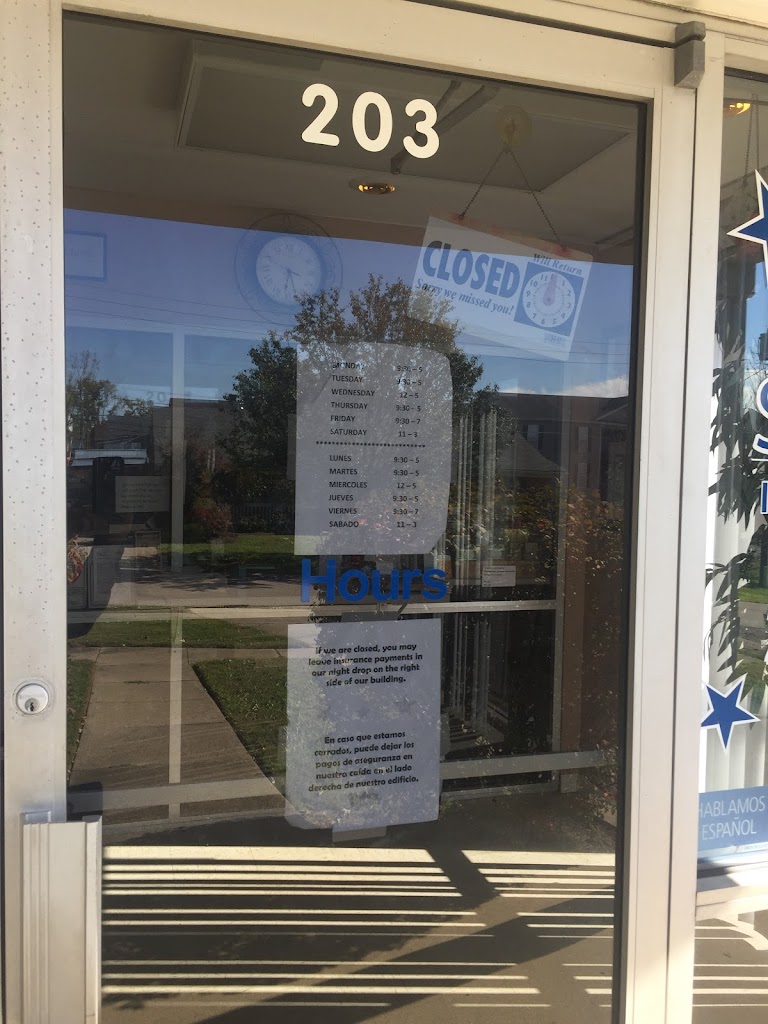 203
CLOSED
Will Return
Sorry we missed you!
MONDAY 9:30 – 5
TUESDAY 9:30 – 5
WEDNESDAY 12 – 5
THURSDAY 9:30 – 5
FRIDAY 9:30 – 7
SATURDAY 11 – 3
****************************
LUNES 9:30 – 5
MARTES 9:30 – 5
MIERCOLES 12 – 5
JUEVES 9:30 – 5
VIERNES 9:30 – 7
SABADO 11 – 3
Hours
If we are closed, you may
leave insurance payments in
our night drop on the right
side of our building.
En caso que estamos
cerrados, puede dejar los
pagos de aseguranza en
nuestra caida en el lado
derecho de nuestro edificio.
HABLAMOS
ESPAÑOL